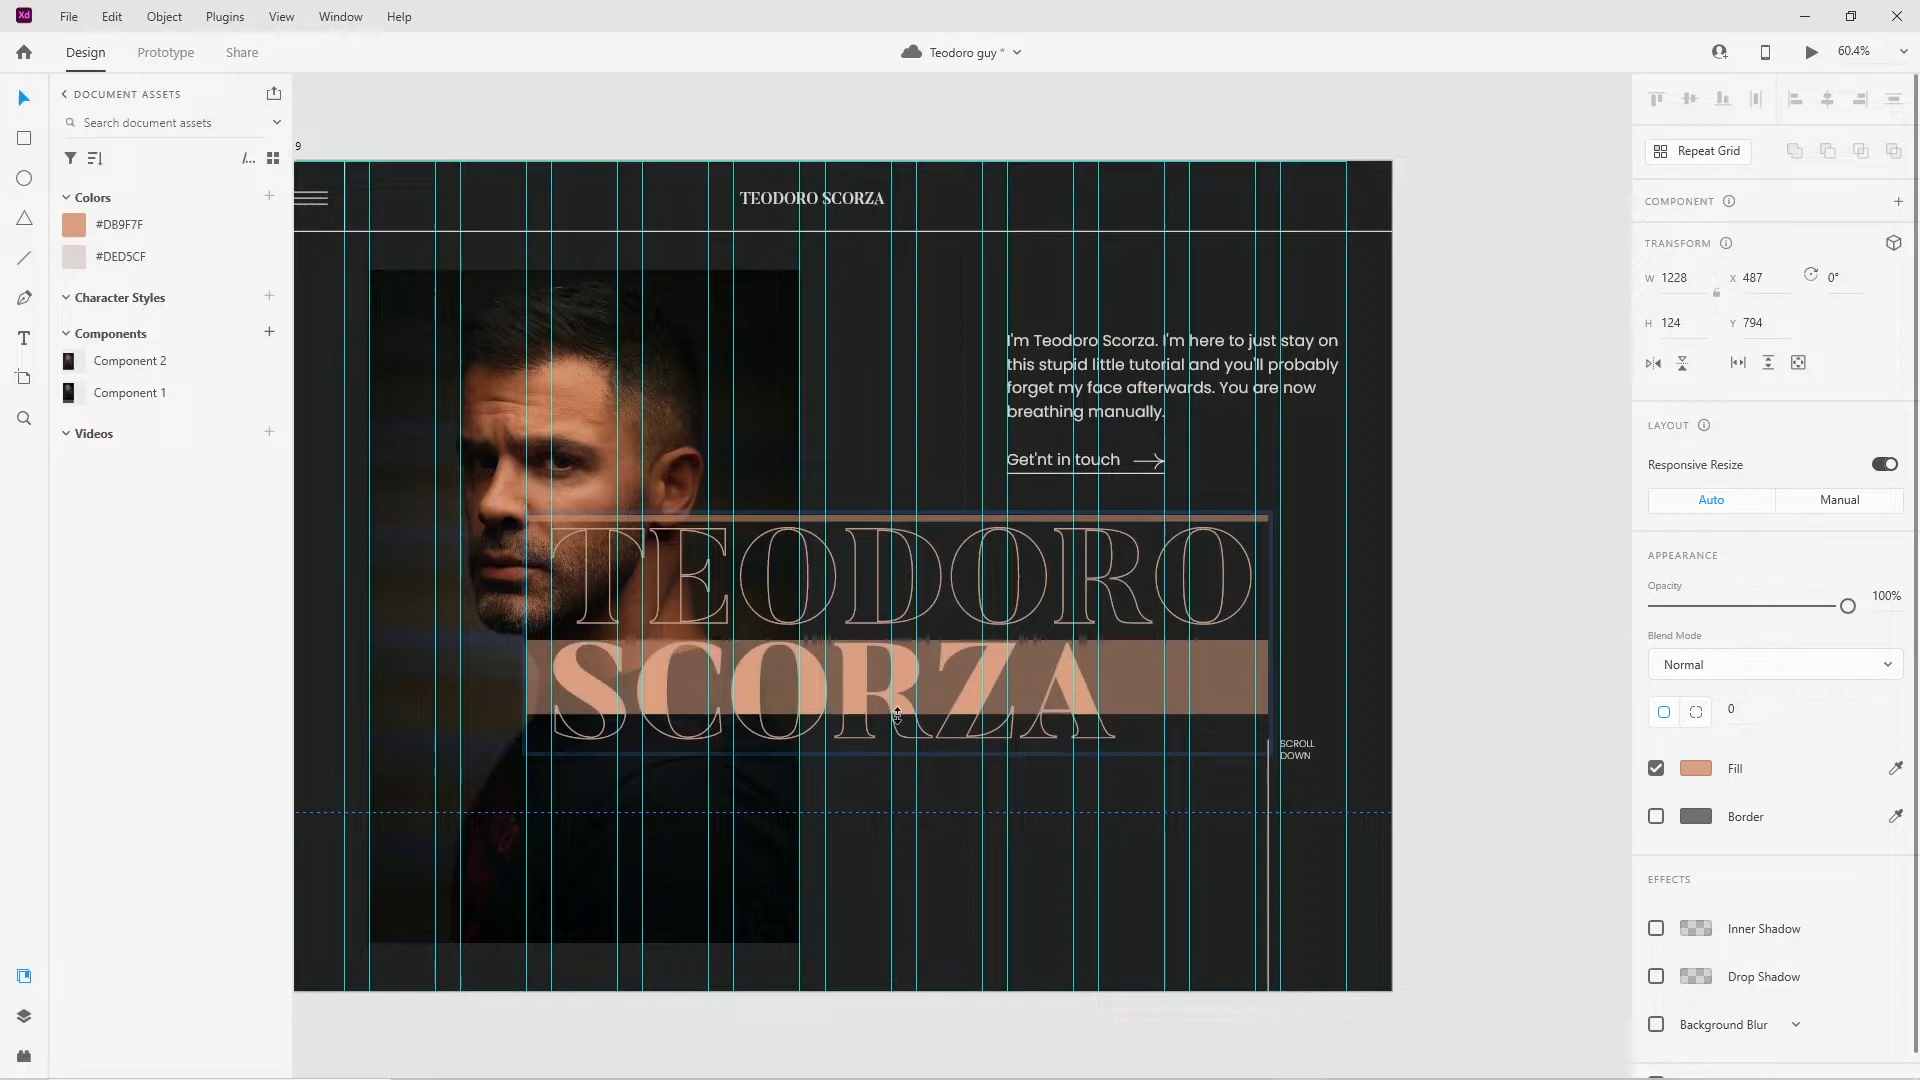 Xd
File Edit Object Plugins View Window Help
Design Prototype Share
Teodoro guy *
60.4%
DOCUMENT ASSETS
Search document assets
Colors
#DB9F7F
#DED5CF
Character Styles
Components
Component 2
Component 1
Videos
9
TEODORO SCORZA
I'm Teodoro Scorza. I'm here to just stay on
this stupid little tutorial and you'll probably
forget my face afterwards. You are now
breathing manually.
Get'nt in touch
TEODORO
SCORZA
SCROLL
DOWN
Repeat Grid
COMPONENT
TRANSFORM
W 1228 X 487 0°
H 124 Y 794
LAYOUT
Responsive Resize
Auto Manual
APPEARANCE
Opacity
100%
Blend Mode
Normal
0
Fill
Border
EFFECTS
Inner Shadow
Drop Shadow
Background Blur